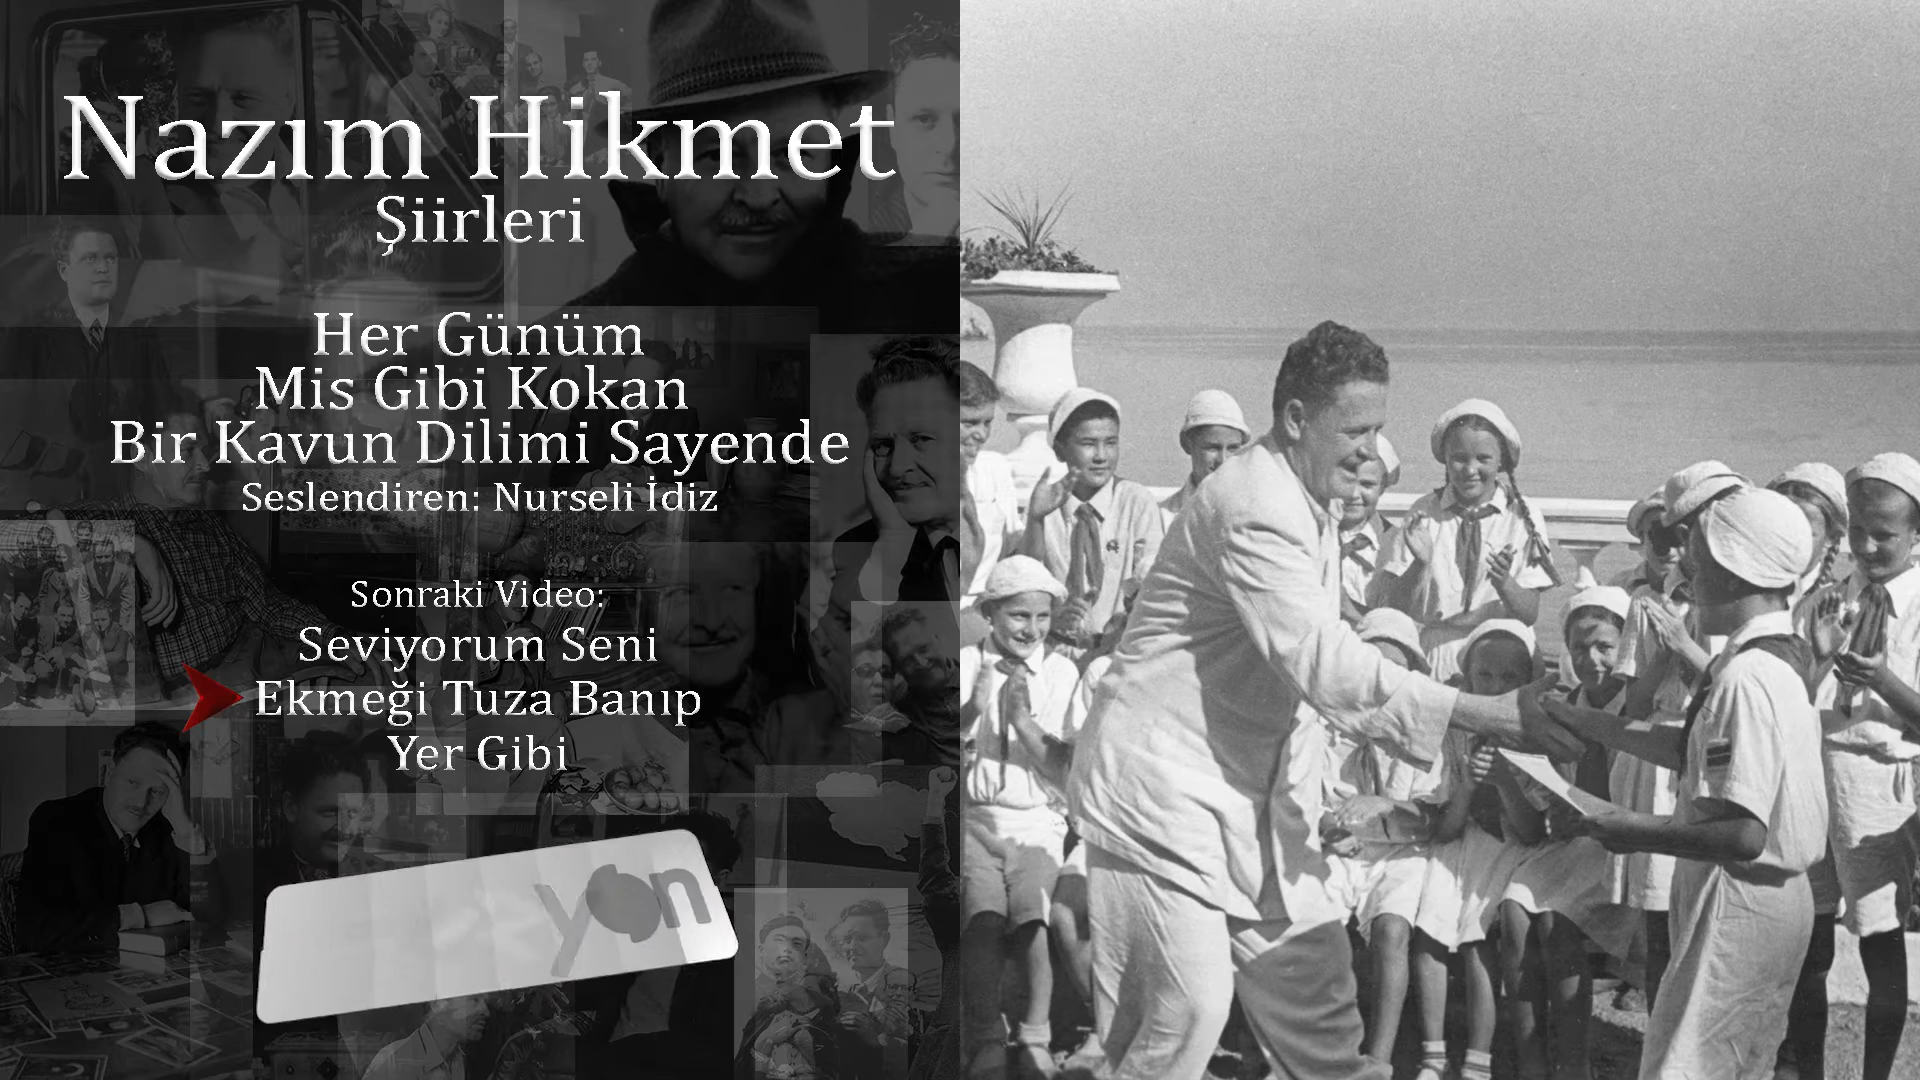 Nazım Hikmet
Şiirleri
Her Günüm
Mis Gibi Kokan
Bir Kavun Dilimi Sayende
Seslendiren: Nurseli İdiz
Sonraki Video:
Seviyorum Seni
Ekmeği Tuza Banıp
Yer Gibi
yön